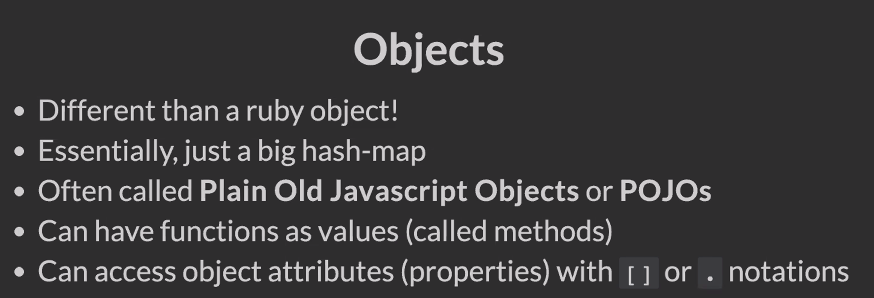 Objects
• Different than a ruby object!
• Essentially, just a big hash-map
• Often called Plain Old Javascript Objects or POJOs
• Can have functions as values (called methods)
• Can access object attributes (properties) with [] or . notations